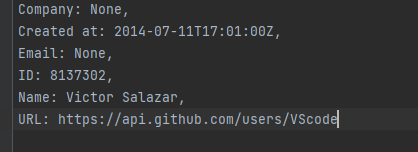 Company: None,
Created at: 2014-07-11T17:01:00Z,
Email: None,
ID: 8137302,
Name: Victor Salazar,
URL: https://api.github.com/users/VScode